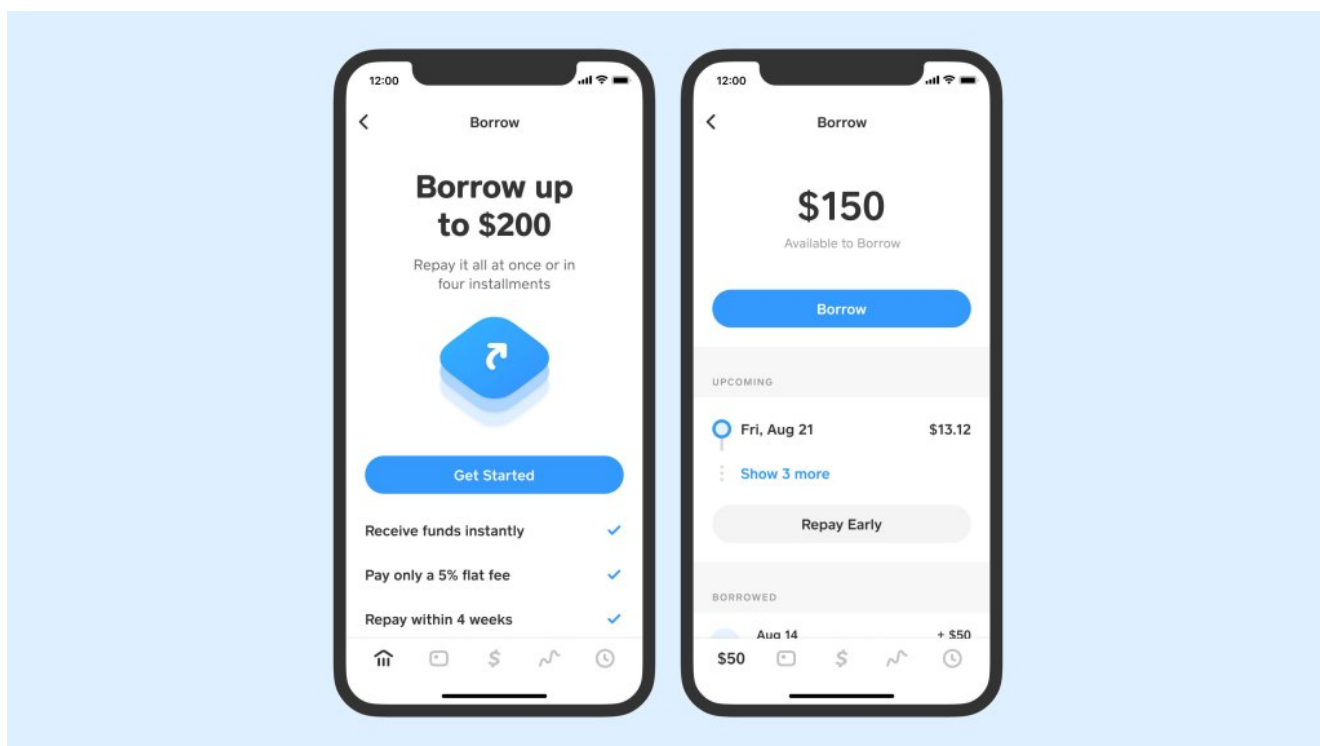 12:00
Borrow
Borrow up
to $200
Repay it all at once or in
four installments
Get Started
Receive funds instantly
Pay only a 5% flat fee
Repay within 4 weeks
$
12:00
Borrow
$150
Available to Borrow
Borrow
UPCOMING
Fri, Aug 21 $13.12
Show 3 more
Repay Early
BORROWED
Aug 14 + $50
$50 $